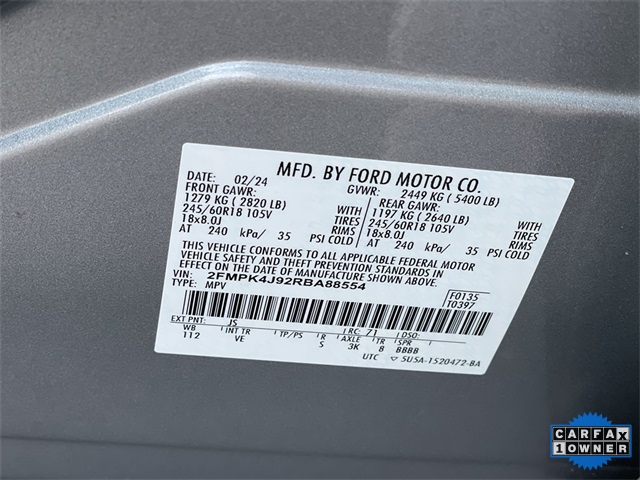 MFD. BY FORD MOTOR CO.
DATE: 02/24 GVWR: 2449 KG ( 5400 LB)
FRONT GAWR: REAR GAWR:
1279 KG ( 2820 LB) WITH 1197 KG ( 2640 LB) WITH
245/60R18 105V TIRES 245/60R18 105V TIRES
18x8.0J RIMS 18x8.0J RIMS
AT 240 kPa/ 35 PSI COLD AT 240 kPa/ 35 PSI COLD
THIS VEHICLE CONFORMS TO ALL APPLICABLE FEDERAL MOTOR
VEHICLE SAFETY AND THEFT PREVENTION STANDARDS IN
EFFECT ON THE DATE OF MANUFACTURE SHOWN ABOVE.
VIN: 2FMPK4J92RBA88554
TYPE: MPV
F0135
T0397
EXT PNT: JS RC: 71 DSO:
WB INT TR TP/PS R AXLE TR SPR
112 VE S 3K 8 BBBB
UTC 5U5A-1520472-BA
CARFAX
1 OWNER